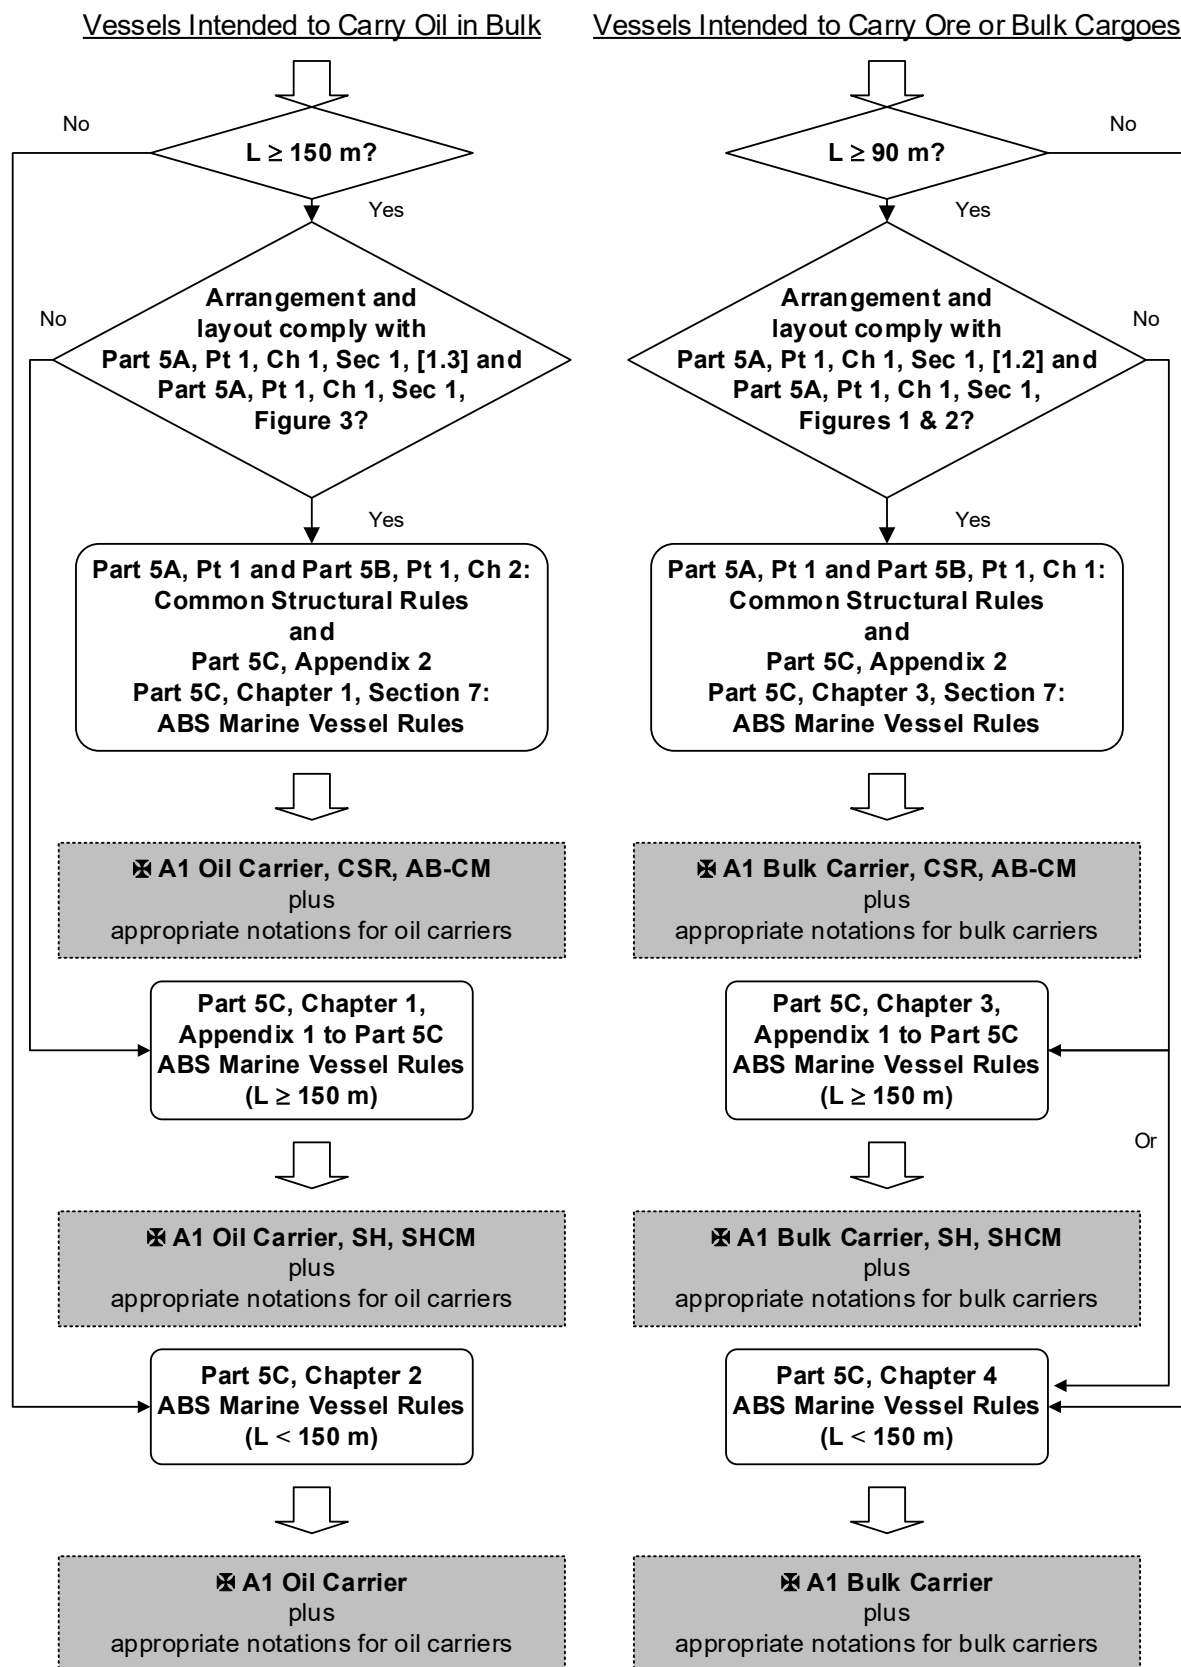 Vessels Intended to Carry Oil in Bulk
No
L ≥ 150 m?
Yes
No
Arrangement and
layout comply with
Part 5A, Pt 1, Ch 1, Sec 1, [1.3] and
Part 5A, Pt 1, Ch 1, Sec 1,
Figure 3?
Yes
Part 5A, Pt 1 and Part 5B, Pt 1, Ch 2:
Common Structural Rules
and
Part 5C, Appendix 2
Part 5C, Chapter 1, Section 7:
ABS Marine Vessel Rules
✠ A1 Oil Carrier, CSR, AB-CM
plus
appropriate notations for oil carriers
Part 5C, Chapter 1,
Appendix 1 to Part 5C
ABS Marine Vessel Rules
(L ≥ 150 m)
✠ A1 Oil Carrier, SH, SHCM
plus
appropriate notations for oil carriers
Part 5C, Chapter 2
ABS Marine Vessel Rules
(L < 150 m)
✠ A1 Oil Carrier
plus
appropriate notations for oil carriers
Vessels Intended to Carry Ore or Bulk Cargoes
No
L ≥ 90 m?
Yes
No
Arrangement and
layout comply with
Part 5A, Pt 1, Ch 1, Sec 1, [1.2] and
Part 5A, Pt 1, Ch 1, Sec 1,
Figures 1 & 2?
Yes
Part 5A, Pt 1 and Part 5B, Pt 1, Ch 1:
Common Structural Rules
and
Part 5C, Appendix 2
Part 5C, Chapter 3, Section 7:
ABS Marine Vessel Rules
✠ A1 Bulk Carrier, CSR, AB-CM
plus
appropriate notations for bulk carriers
Part 5C, Chapter 3,
Appendix 1 to Part 5C
ABS Marine Vessel Rules
(L ≥ 150 m)
Or
✠ A1 Bulk Carrier, SH, SHCM
plus
appropriate notations for bulk carriers
Part 5C, Chapter 4
ABS Marine Vessel Rules
(L < 150 m)
✠ A1 Bulk Carrier
plus
appropriate notations for bulk carriers